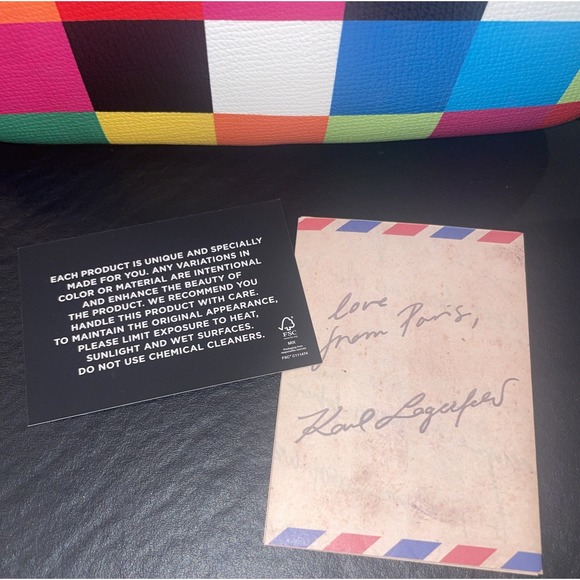 EACH PRODUCT IS UNIQUE AND SPECIALLY
MADE FOR YOU. ANY VARIATIONS IN
COLOR OR MATERIAL ARE INTENTIONAL
AND ENHANCE THE BEAUTY OF
THE PRODUCT. WE RECOMMEND YOU
HANDLE THIS PRODUCT WITH CARE.
TO MAINTAIN THE ORIGINAL APPEARANCE,
PLEASE LIMIT EXPOSURE TO HEAT,
SUNLIGHT AND WET SURFACES.
DO NOT USE CHEMICAL CLEANERS.
FSC
MIX
love
from Paris,
Karl Lagerfeld